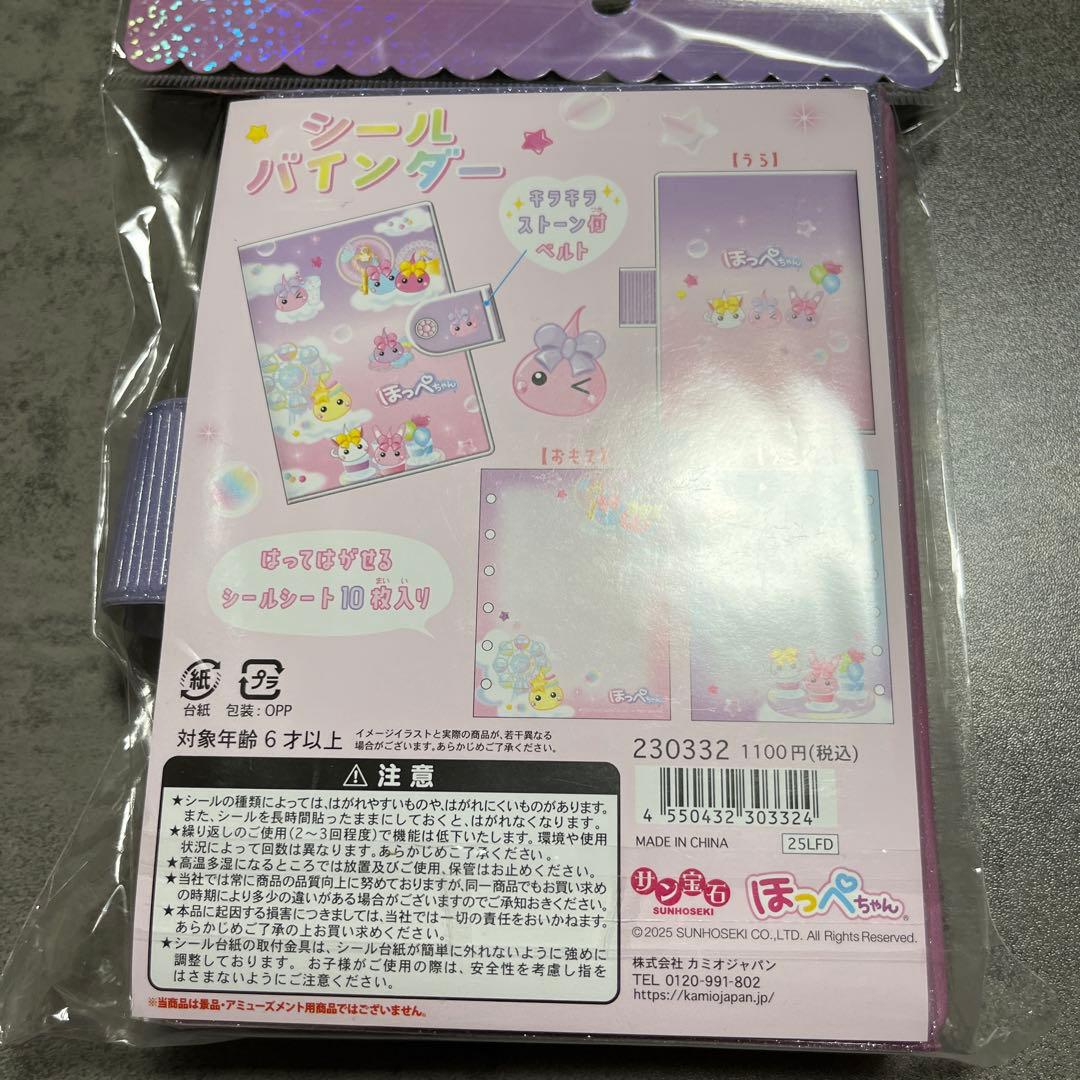 シール
バインダー
キラキラ
ストーン付
つき
ベルト
【うら】
ほっぺちゃん
ほっぺちゃん
【おもて】
はってはがせる
シールシート10枚入り
まい い
ほっぺちゃん
紙 プラ
台紙 包装:OPP
対象年齢6才以上
イメージイラストと実際の商品が、若干異なる
場合がございます。あらかじめご了承ください。
230332 1100円(税込)
4 550432 303324
MADE IN CHINA 25LFD
⚠注意
★シールの種類によっては、はがれやすいものや、はがれにくいものがあります。
また、シールを長時間貼ったままにしておくと、はがれなくなります。
★繰り返しのご使用(2〜3回程度)で機能は低下いたします。環境や使用
状況によって回数は異なります。あらかじめご了承ください。
★高温多湿になるところでは放置及びご使用、保管はお止めください。
★当社では常に商品の品質向上に努めておりますが、同一商品でもお買い求め
の時期により多少の違いがある場合がございますのでご承知おきください。
★本品に起因する損害につきましては、当社では一切の責任をおいかねます。
あらかじめご了承の上お買い求めください。
★シール台紙の取付金具は、シール台紙が簡単に外れないように強めに
調整しております。 お子様がご使用の際は、安全性を考慮し指を
はさまないようにご注意ください。
※当商品は景品・アミューズメント用商品ではございません。
サン宝石
SUNHOSEKI
ほっぺちゃん®
©2025 SUNHOSEKI CO.,LTD. All Rights Reserved.
株式会社 カミオジャパン
TEL 0120-991-802
https://kamiojapan.jp/